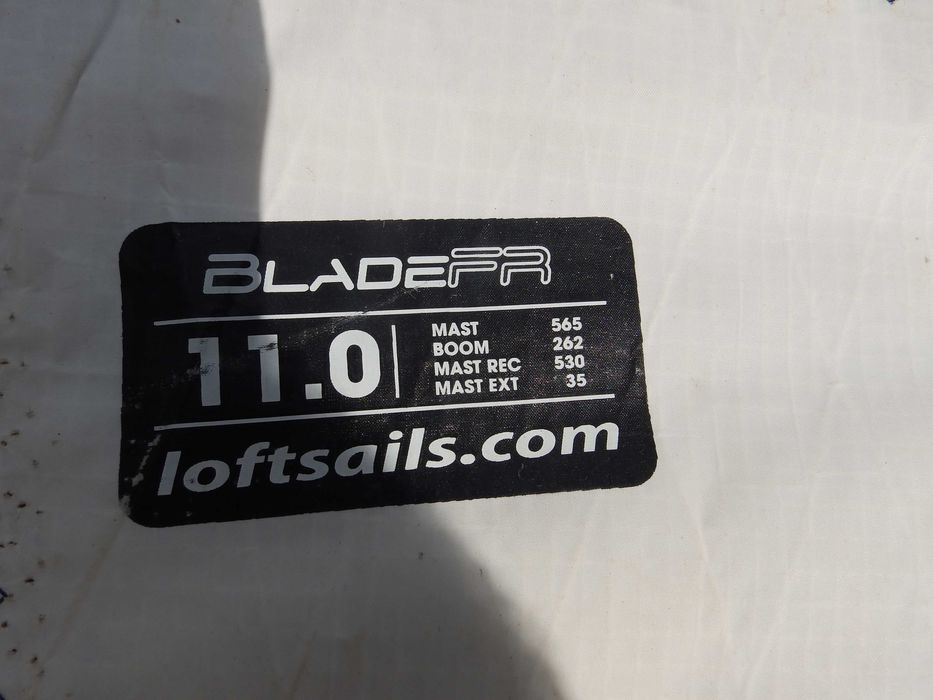 BLADEFR
11.0
MAST 565
BOOM 262
MAST REC 530
MAST EXT 35
loftsails.com